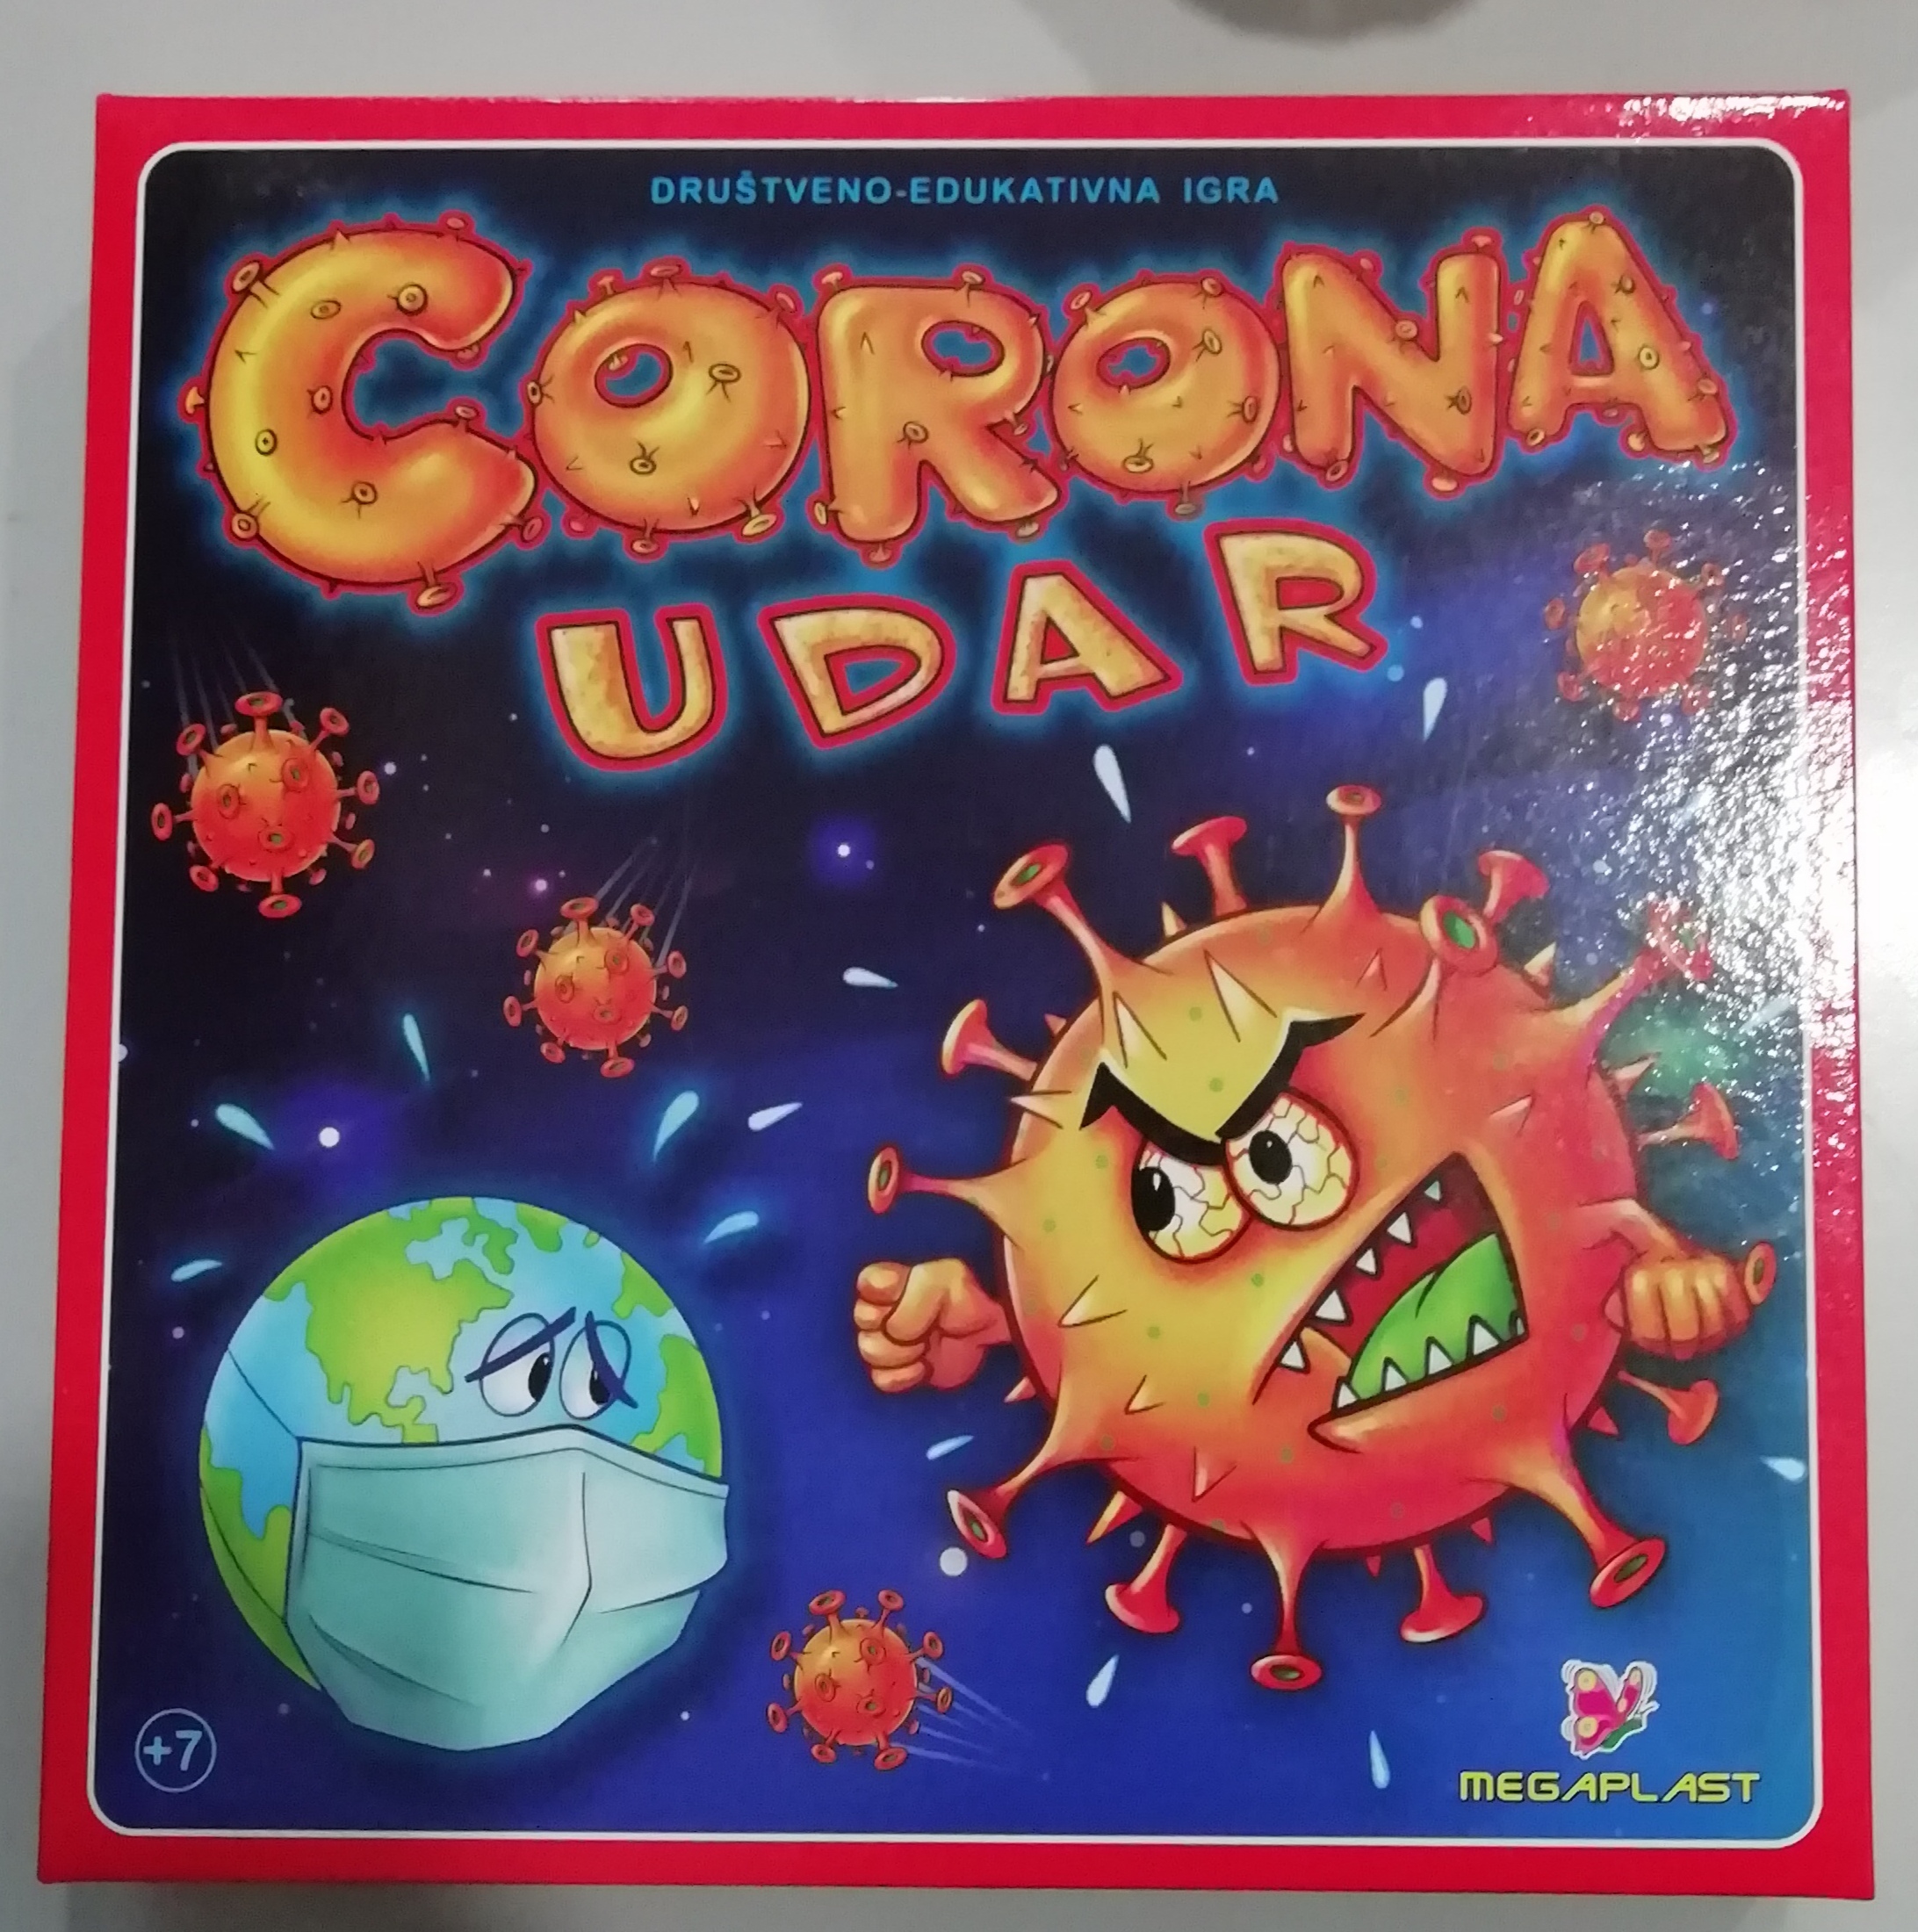 DRUŠTVENO-EDUKATIVNA IGRA
CORONA
UDAR
+7
MEGAPLAST